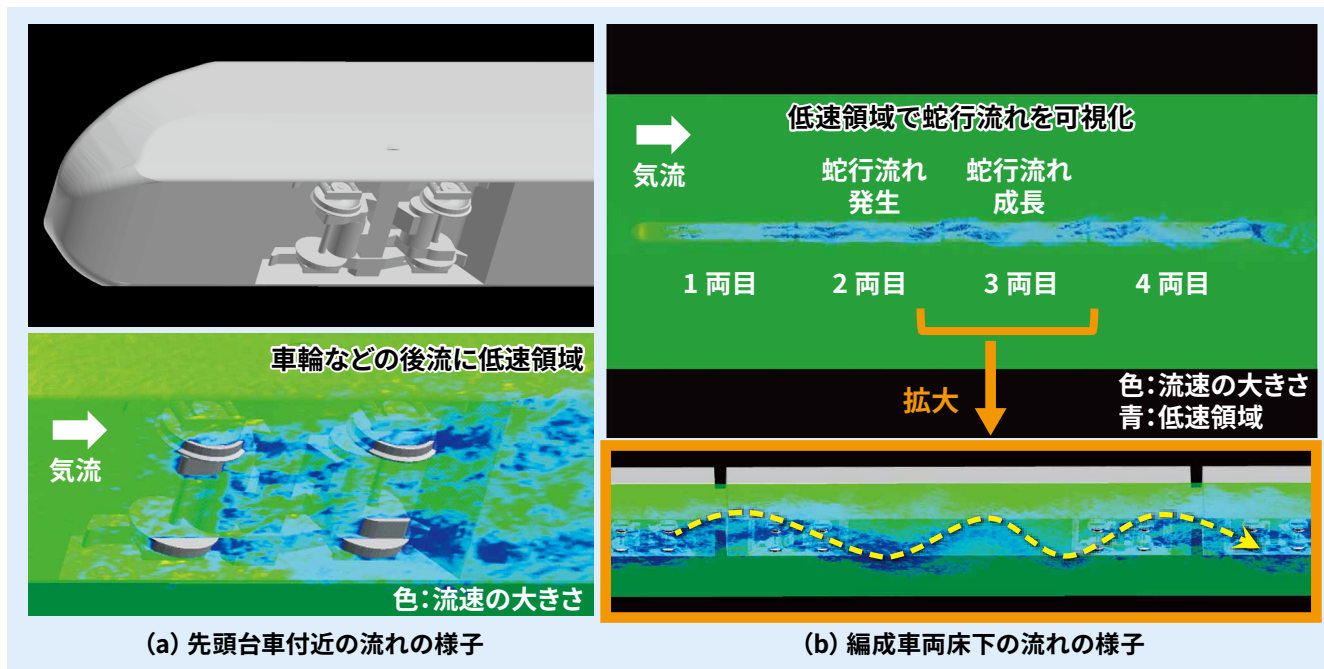 車輪などの後流に低速領域
気流
色：流速の大きさ
（a）先頭台車付近の流れの様子
低速領域で蛇行流れを可視化
気流
蛇行流れ
発生
蛇行流れ
成長
1 両目
2 両目
3 両目
4 両目
拡大
色：流速の大きさ
青：低速領域
（b）編成車両床下の流れの様子